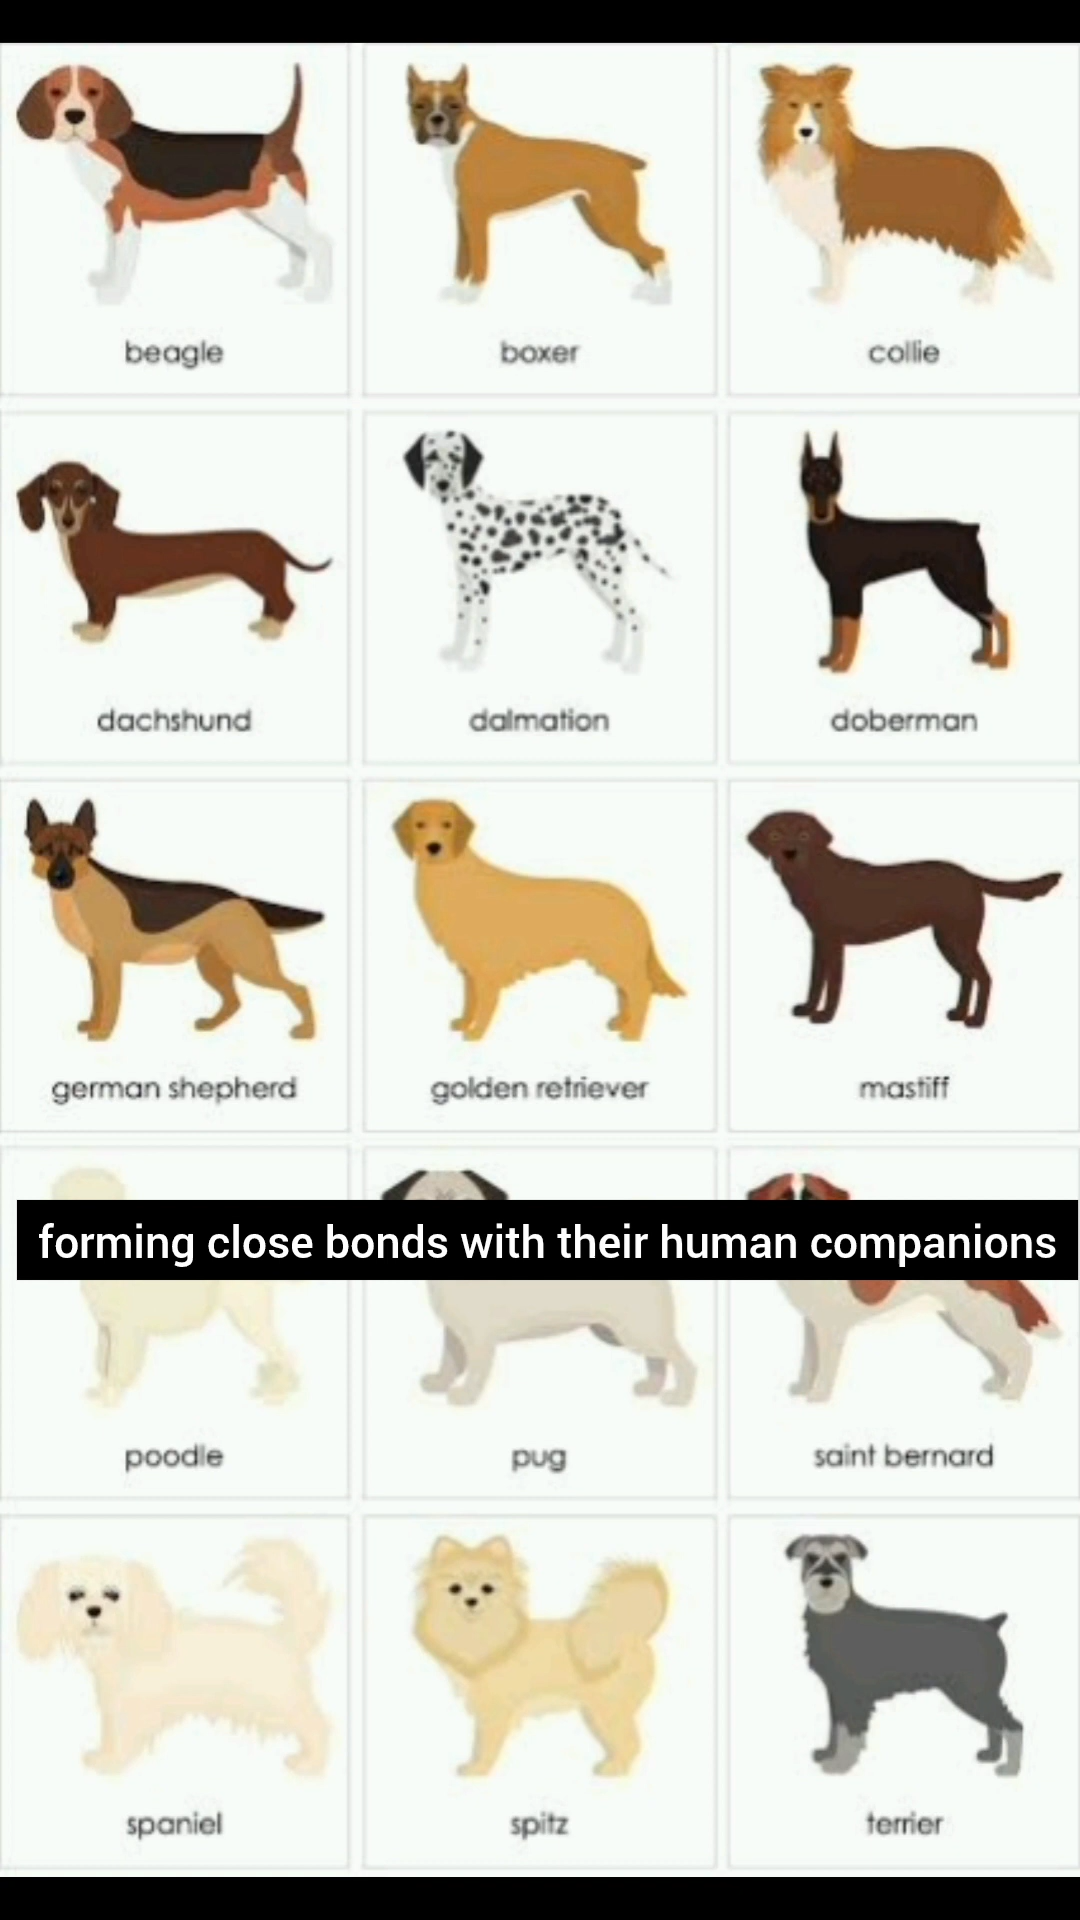 beagle
boxer
collie
dachshund
dalmation
doberman
german shepherd
golden retriever
mastiff
forming close bonds with their human companions
poodle
pug
saint bernard
spaniel
spitz
terrier